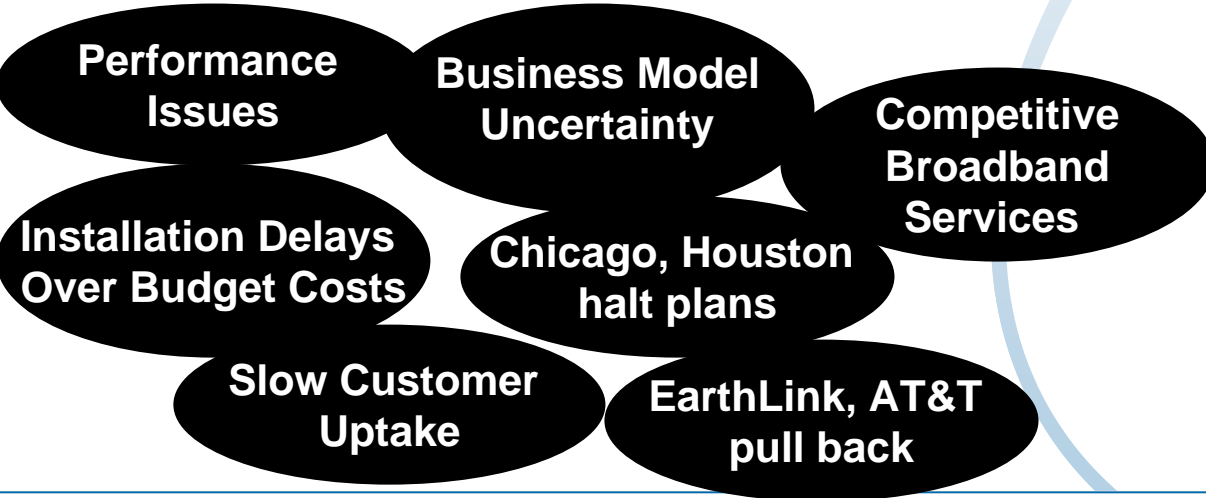 Performance
Issues
Business Model
Uncertainty
Competitive
Broadband
Services
Installation Delays
Over Budget Costs
Chicago, Houston
halt plans
Slow Customer
Uptake
EarthLink, AT&T
pull back